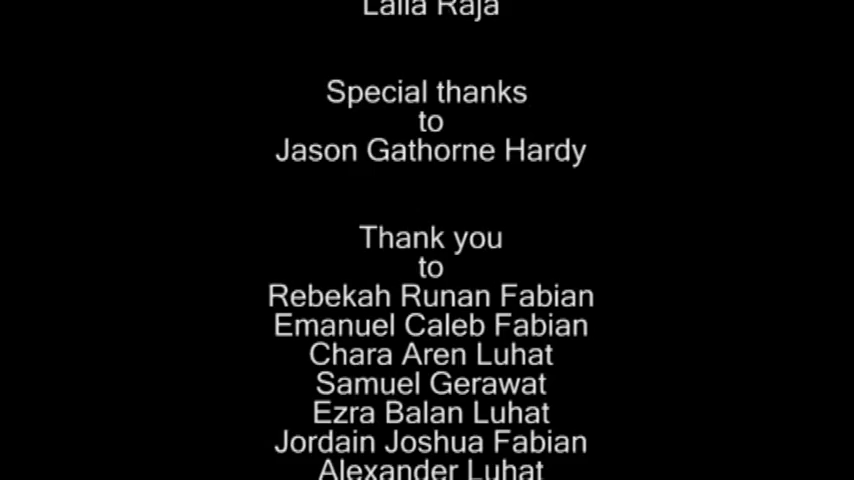 Laila Raja
Special thanks
to
Jason Gathorne Hardy
Thank you
to
Rebekah Runan Fabian
Emanuel Caleb Fabian
Chara Aren Luhat
Samuel Gerawat
Ezra Balan Luhat
Jordain Joshua Fabian
Alexander Luhat